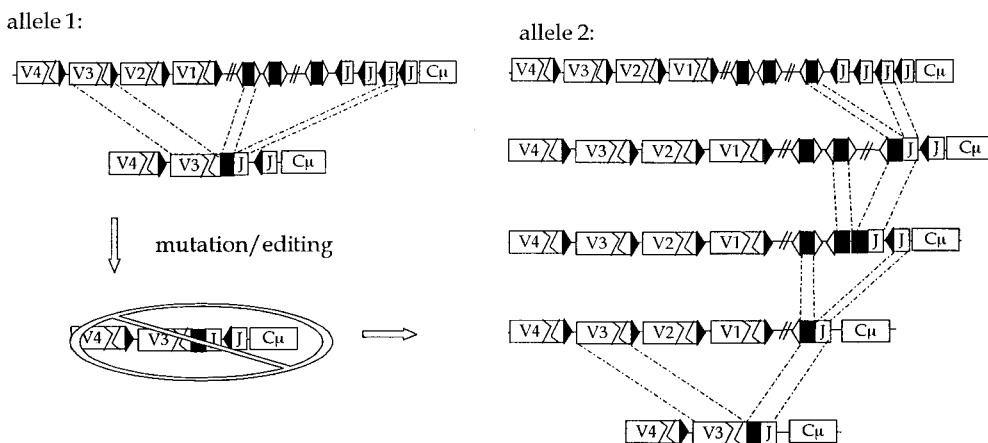 allele 1:
V4 V3 V2 V1 J J J J Cμ
V4 V3 J J Cμ
mutation/editing
V4 V3 J J Cμ
allele 2:
V4 V3 V2 V1 J J J J Cμ
V4 V3 V2 V1 J J Cμ
V4 V3 V2 V1 J J Cμ
V4 V3 V2 V1 J Cμ
V4 V3 J Cμ